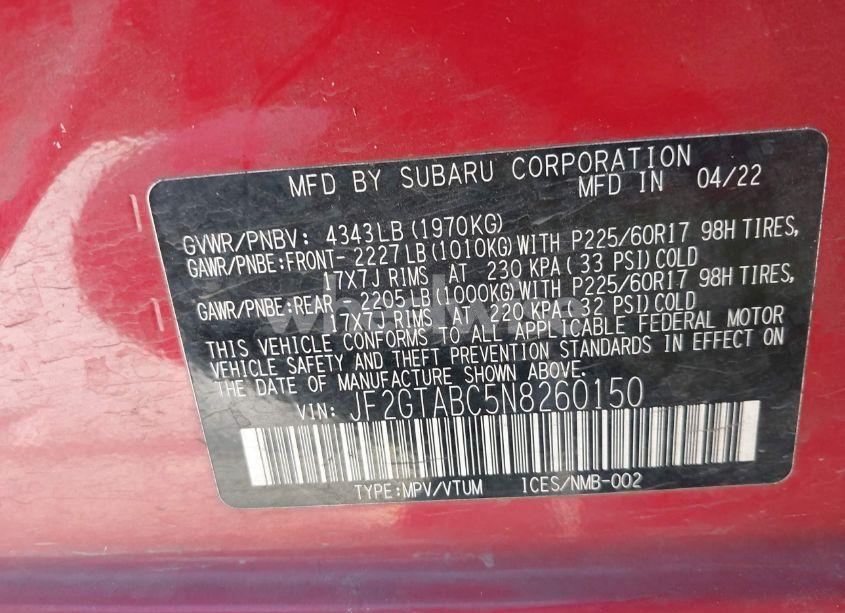 MFD BY SUBARU CORPORATION
MFD IN 04/22
GVWR/PNBV: 4343LB(1970KG)
GAWR/PNBE:FRONT- 2227LB(1010KG)WITH P225/60R17 98H TIRES,
17X7J RIMS AT 230 KPA( 33 PSI)COLD
GAWR/PNBE:REAR - 2205LB(1000KG)WITH P225/60R17 98H TIRES,
17X7J RIMS AT 220 KPA( 32 PSI)COLD
THIS VEHICLE CONFORMS TO ALL APPLICABLE FEDERAL MOTOR
VEHICLE SAFETY AND THEFT PREVENTION STANDARDS IN EFFECT ON
THE DATE OF MANUFACTURE SHOWN ABOVE.
VIN: JF2GTABC5N8260150
TYPE:MPV/VTUM ICES/NMB-002